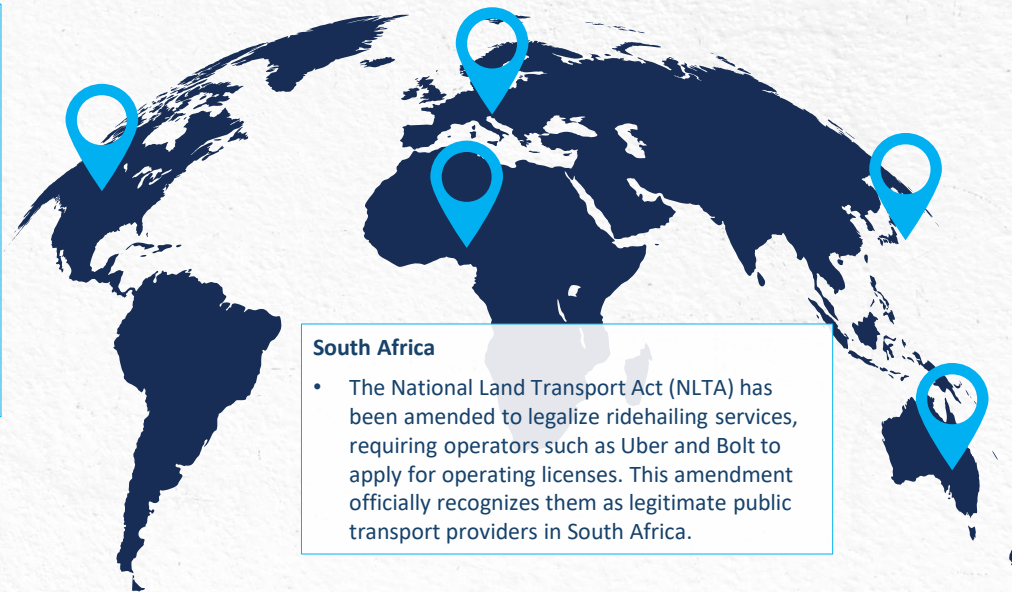 South Africa
• The National Land Transport Act (NLTA) has
been amended to legalize ridehailing services,
requiring operators such as Uber and Bolt to
apply for operating licenses. This amendment
officially recognizes them as legitimate public
transport providers in South Africa.